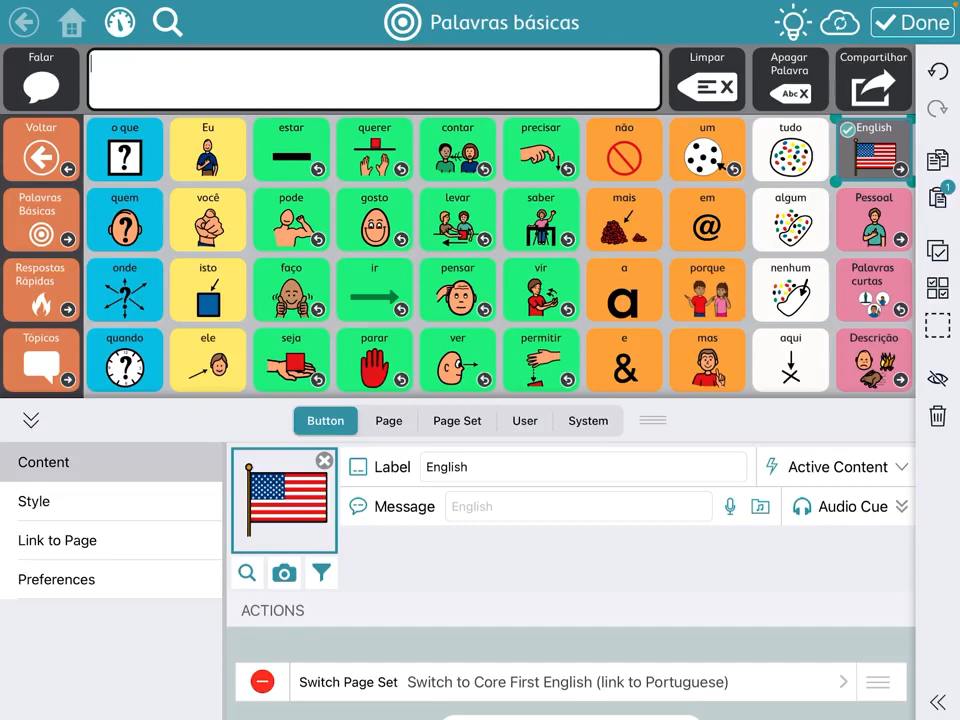 Palavras básicas
Done
Falar
Limpar
Apagar
Palavra
Abc X
Compartilhar
Voltar
o que
Eu
estar
querer
contar
precisar
não
um
tudo
English
Palavras
Básicas
quem
você
pode
gosto
levar
saber
mais
em
@
algum
Pessoal
Respostas
Rápidas
onde
isto
faço
ir
pensar
vir
a
a
porque
nenhum
Palavras
curtas
Tópicos
quando
ele
seja
parar
ver
permitir
e
&
mas
aqui
Descrição
1
Button
Page
Page Set
User
System
Content
Style
Link to Page
Preferences
Label
English
Active Content
Message
English
Audio Cue
ACTIONS
Switch Page Set
Switch to Core First English (link to Portuguese)